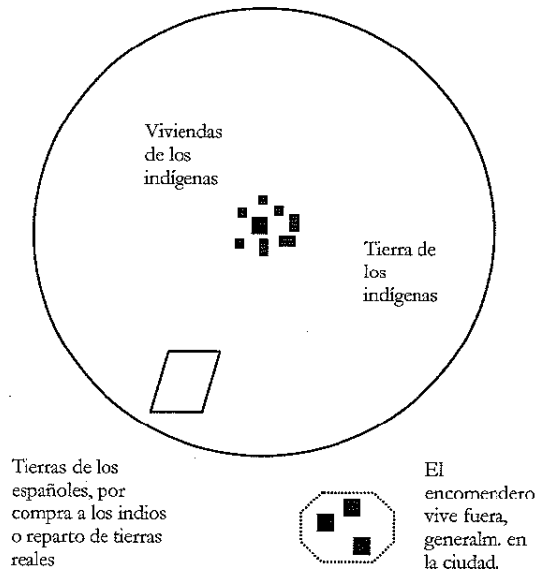 Viviendas
de los
indígenas
Tierra de
los
indígenas
Tierras de los
españoles, por
compra a los indios
o reparto de tierras
reales
El
encomendero
vive fuera,
generalm. en
la ciudad.